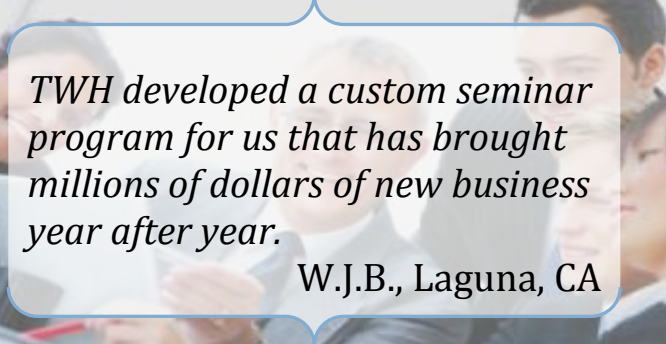 TWH developed a custom seminar
program for us that has brought
millions of dollars of new business
year after year.
W.J.B., Laguna, CA